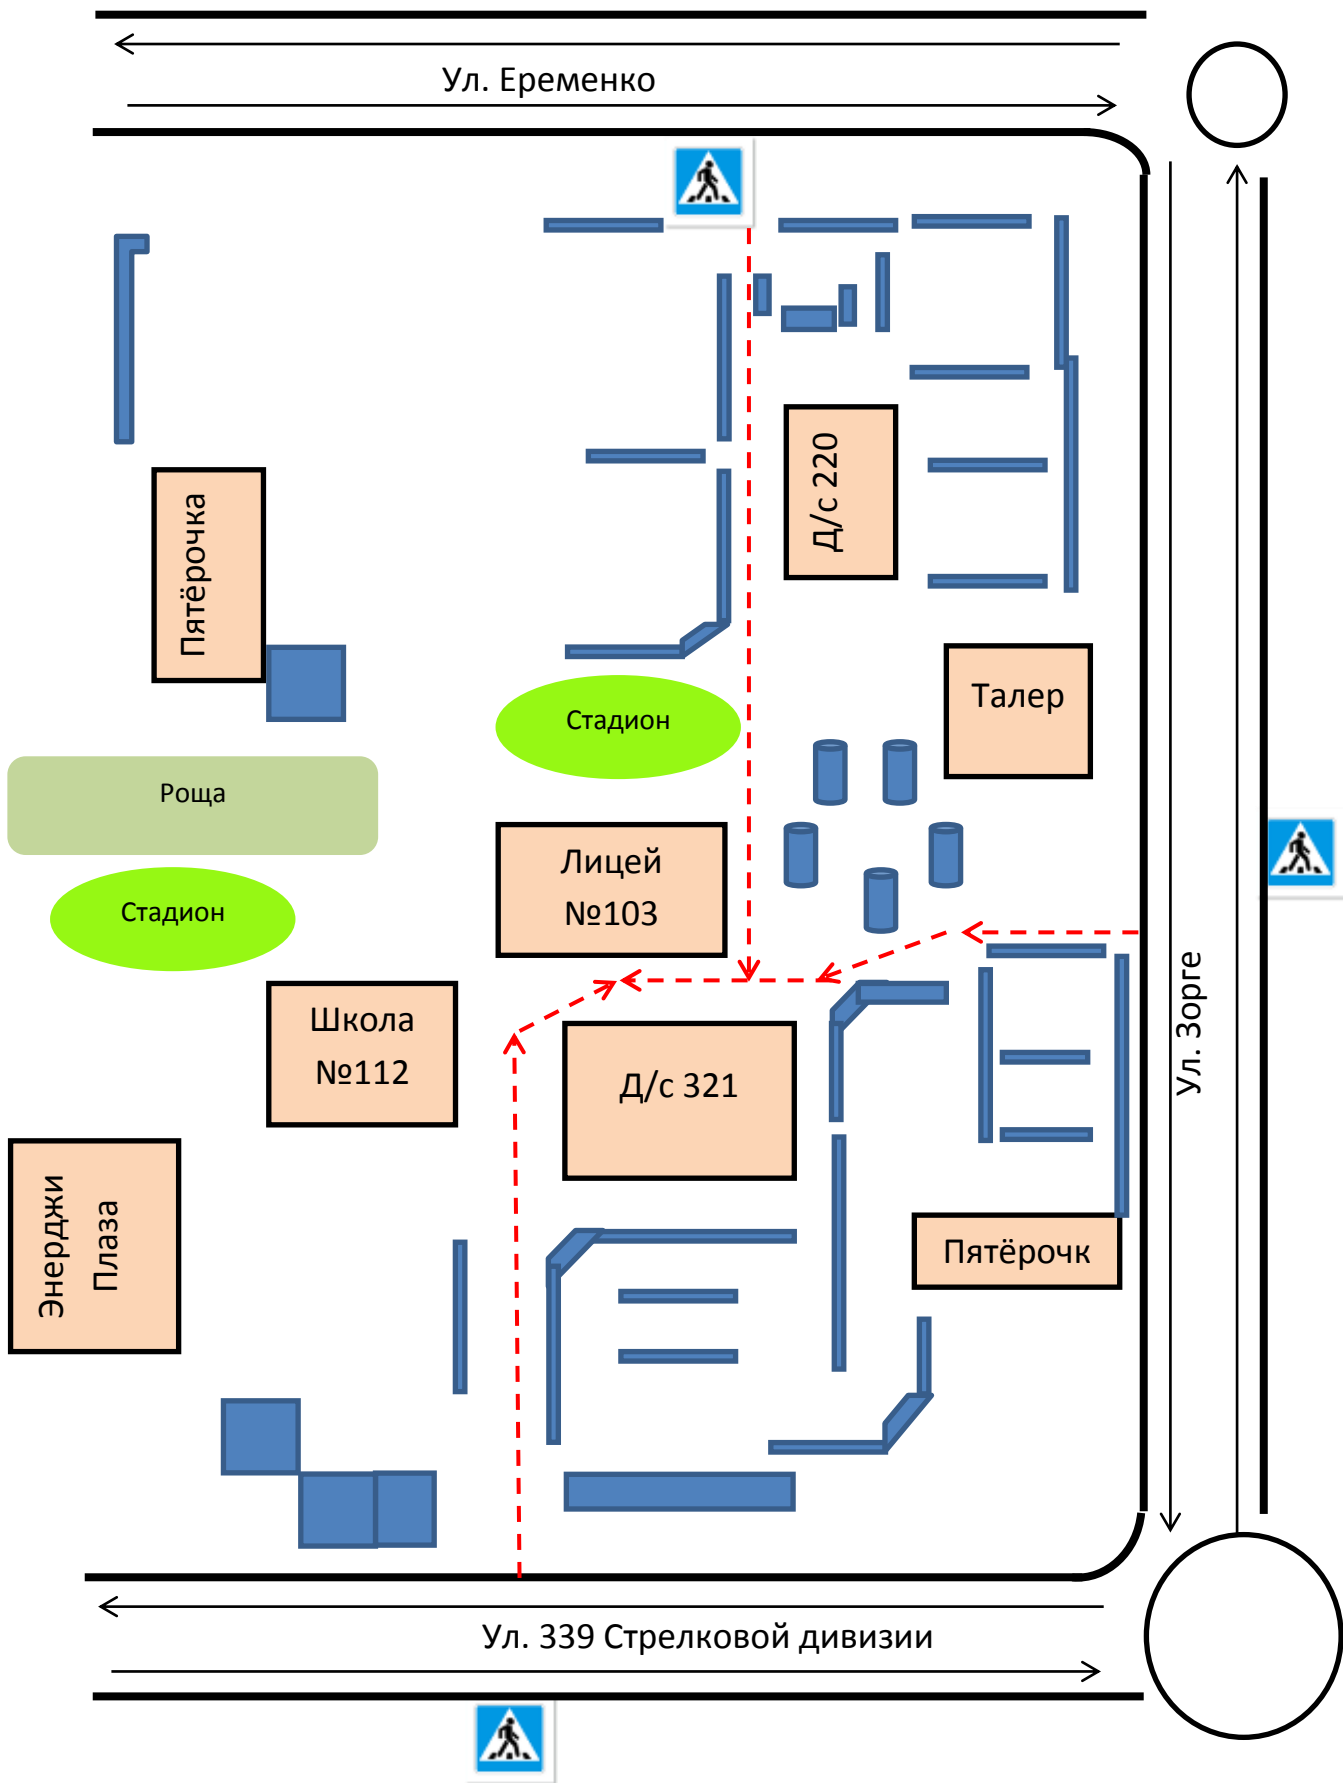 Ул. Еременко
Д/с 220
Пятёрочка
Талер
Стадион
Роща
Лицей
№103
Стадион
Школа
№112
Д/с 321
Ул. Зорге
Энерджи
Плаза
Пятёрочк
Ул. 339 Стрелковой дивизии